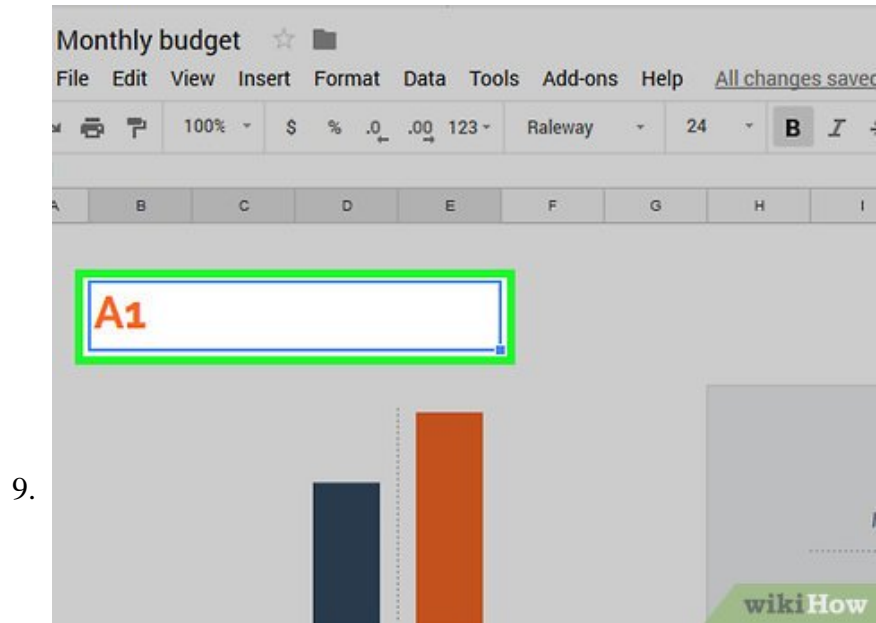 Monthly budget
File Edit View Insert Format Data Tools Add-ons Help All changes saved
100% $ % .0 .00 123 Raleway 24 B I
A B C D E F G H I
A1
9.
wikiHow